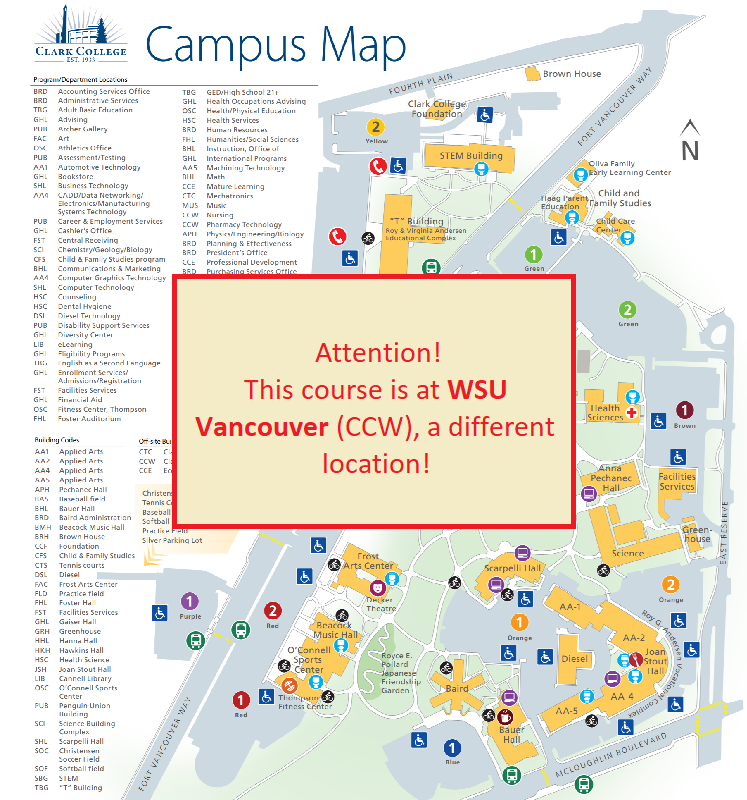 CLARK COLLEGE
EST. 1933
Campus Map
Program/Department Locations
BRD Accounting Services Office
BRD Administrative Services
TBG Adult Basic Education
GHL Advising
PUB Archer Gallery
FAC Art
OSC Athletics Office
PUB Assessment/Testing
AA1 Automotive Technology
GHL Bookstore
SHL Business Technology
AA4 CADD/Data Networking/
Electronics/Manufacturing
Systems Technology
PUB Career & Employment Services
GHL Cashier's Office
FST Central Receiving
SCI Chemistry/Geology/Biology
CFS Child & Family Studies program
BHL Communications & Marketing
AA4 Computer Graphics Technology
SHL Computer Technology
HSC Counseling
HSC Dental Hygiene
DSL Diesel Technology
PUB Disability Support Services
GHL Diversity Center
LIB eLearning
GHL Eligibility Programs
TBG English as a Second Language
GHL Enrollment Services/
Admissions/Registration
FST Facilities Services
GHL Financial Aid
OSC Fitness Center, Thompson
FHL Foster Auditorium
TBG GED/High School 21+
GHL Health Occupations Advising
OSC Health/Physical Education
HSC Health Services
BRD Human Resources
FHL Humanities/Social Sciences
BHL Instruction, Office of
GHL International Programs
AA5 Machining Technology
BHL Math
CCE Mature Learning
CTC Mechatronics
MUS Music
CCW Nursing
CCW Pharmacy Technology
APH Physics/Engineering/Biology
BRD Planning & Effectiveness
BRD President's Office
CCE Professional Development
BRD Purchasing Services Office
Building Codes
AA1 Applied Arts
AA2 Applied Arts
AA4 Applied Arts
AA5 Applied Arts
APH Pechanec Hall
BAS Baseball field
BHL Bauer Hall
BRD Baird Administration
BMH Beacock Music Hall
BRH Brown House
CCF Foundation
CFS Child & Family Studies
CTS Tennis courts
DSL Diesel
FAC Frost Arts Center
FLD Practice field
FHL Foster Hall
FST Facilities Services
GHL Gaiser Hall
GRH Greenhouse
HHL Hanna Hall
HKH Hawkins Hall
HSC Health Science
JSH Joan Stout Hall
LIB Cannell Library
OSC O'Connell Sports
Center
PUB Penguin Union
Building
SCI Science Building
Complex
SHL Scarpelli Hall
SOC Christensen
Soccer Field
SOF Softball field
SBG STEM
TBG "T" Building
Off-site Bui
CTC
CCW
CCE
Christens
Tennis C
Baseball
Softball
Practice Field
Silver Parking Lot
FOURTH PLAIN
Brown House
FORT VANCOUVER WAY
Clark College
Foundation
2
Yellow
STEM Building
N
Oliva Family
Early Learning Center
Haag Parent
Education
Child and
Family Studies
Child Care
Center
"T" Building
Roy & Virginia Andersen
Educational Complex
1
Green
2
Green
Attention!
This course is at WSU
Vancouver (CCW), a different
location!
Health
Sciences
1
Brown
Anna
Pechanec
Hall
Facilities
Services
Green-
house
Science
EAST RESERVE
Frost
Arts Center
Decker
Theatre
Scarpelli Hall
2
Orange
1
Purple
2
Red
Beacock
Music Hall
O'Connell
Sports
Center
Thompson
Fitness Center
1
Red
Royce E.
Pollard
Japanese
Friendship
Garden
1
Orange
AA-1
AA-2
Roy G. Andersen Vocational Complex
Joan
Stout
Hall
Diesel
AA-4
AA-5
Baird
Bauer
Hall
1
Blue
MCLOUGHLIN BOULEVARD
FORT VANCOUVER WAY